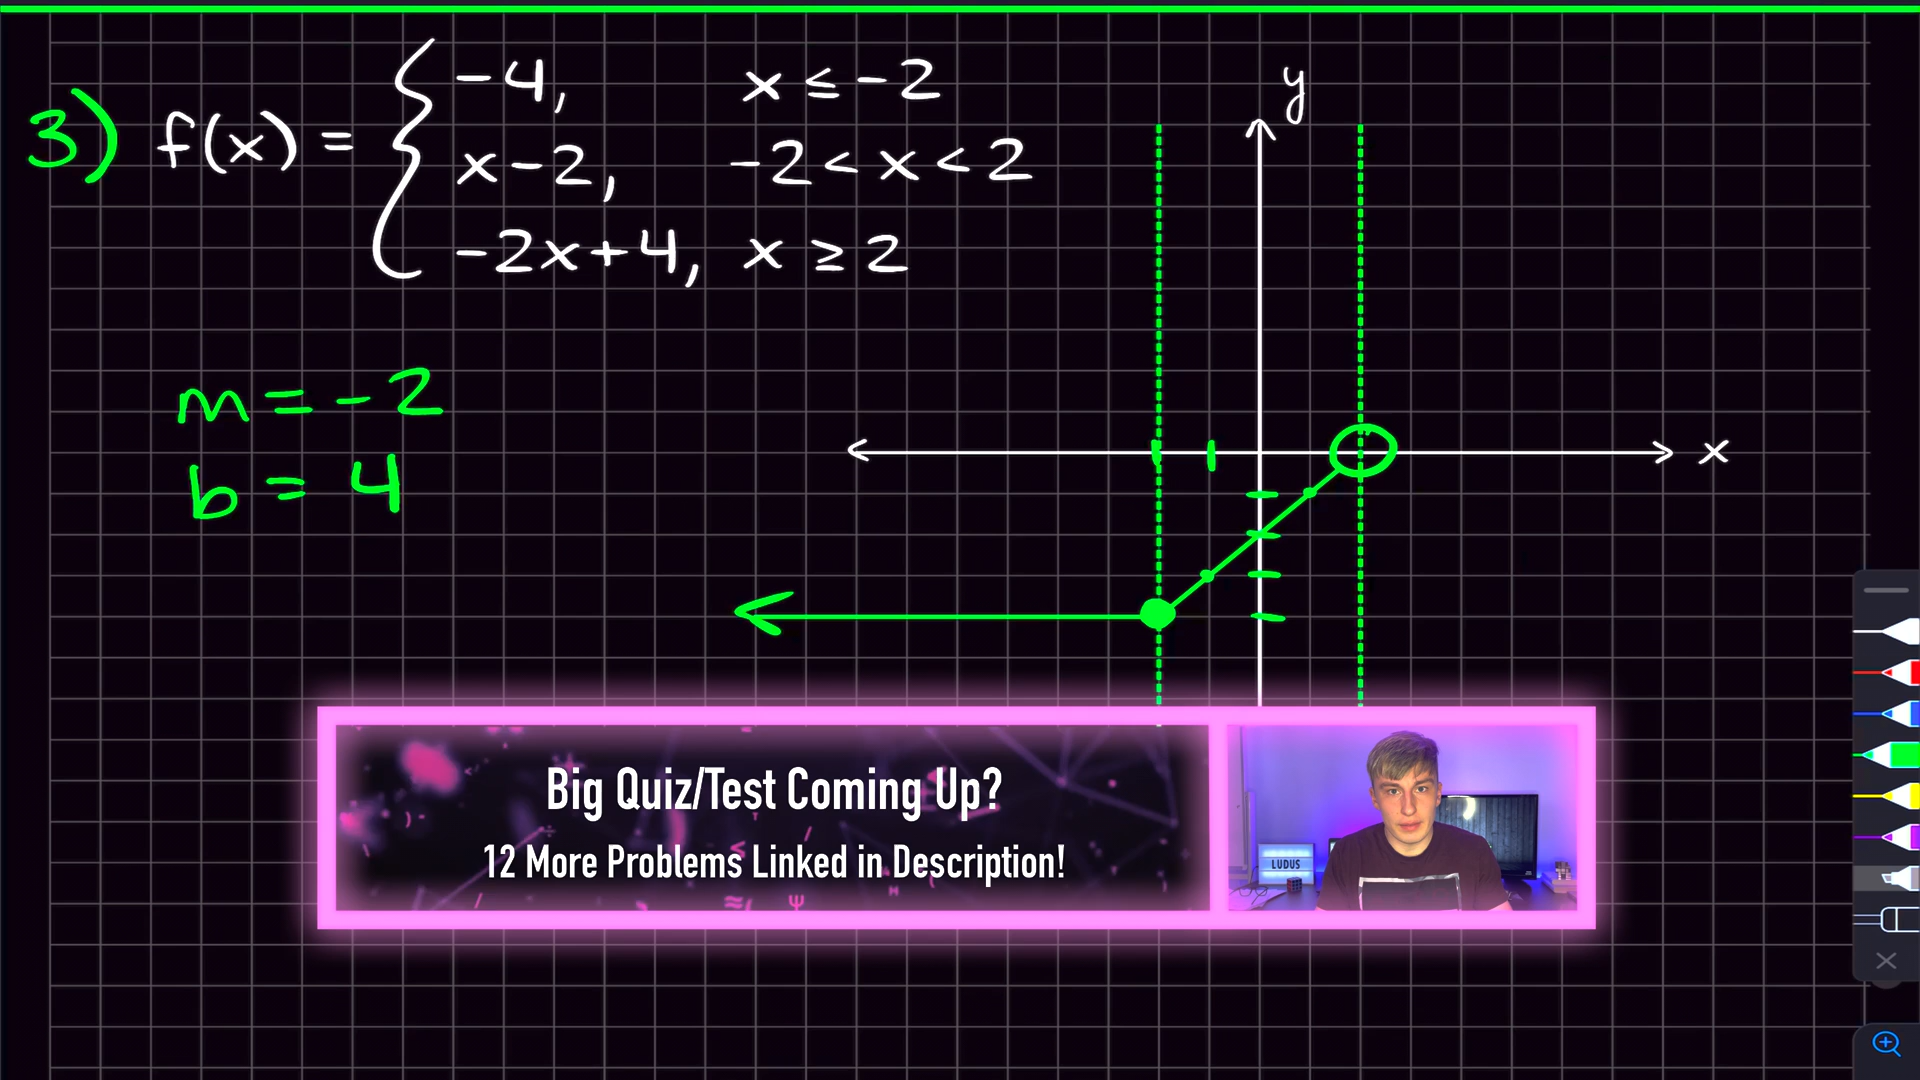 3) f(x) = { -4, x ≤ -2
x-2, -2 < x < 2
-2x+4, x ≥ 2
y
m = -2
x
b = 4
Big Quiz/Test Coming Up?
12 More Problems Linked in Description!
LUDUS